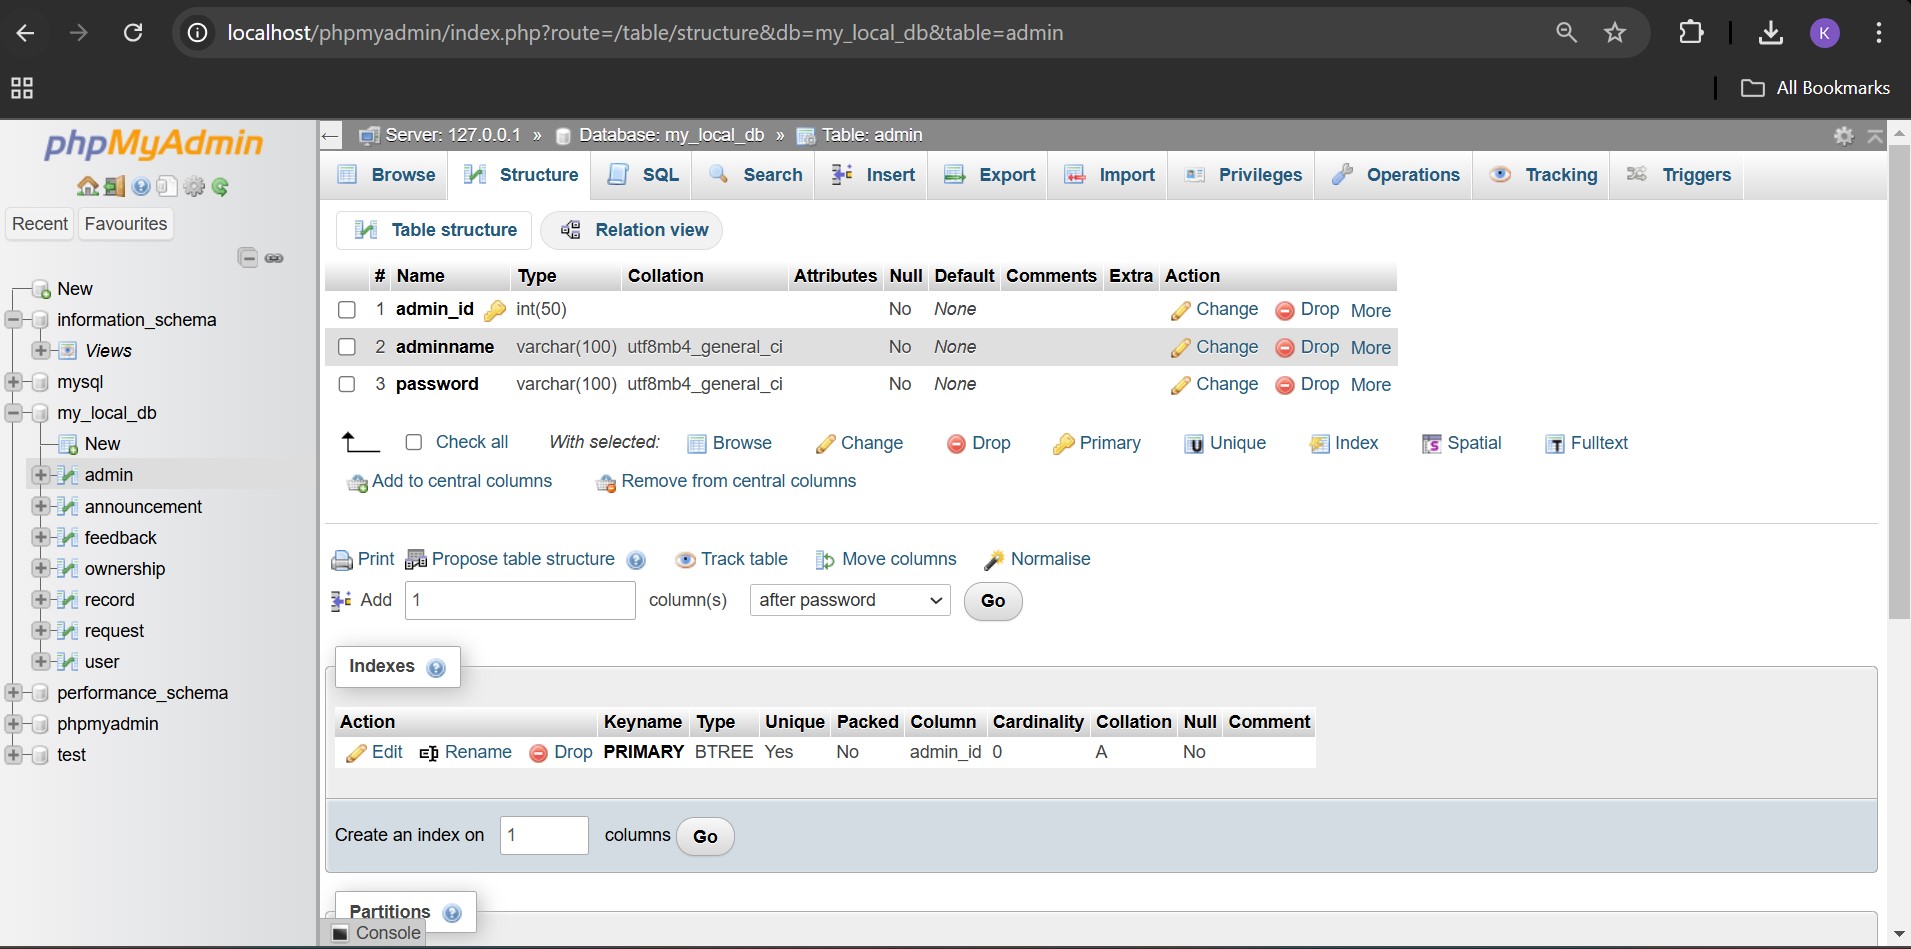 localhost/phpmyadmin/index.php?route=/table/structure&db=my_local_db&table=admin
K
All Bookmarks
phpMyAdmin
Recent Favourites
New
information_schema
Views
mysql
my_local_db
New
admin
announcement
feedback
ownership
record
request
user
performance_schema
phpmyadmin
test
Server: 127.0.0.1 » Database: my_local_db » Table: admin
Browse Structure SQL Search Insert Export Import Privileges Operations Tracking Triggers
Table structure Relation view
# Name Type Collation Attributes Null Default Comments Extra Action
1 admin_id int(50) No None Change Drop More
2 adminname varchar(100) utf8mb4_general_ci No None Change Drop More
3 password varchar(100) utf8mb4_general_ci No None Change Drop More
Check all With selected: Browse Change Drop Primary Unique Index Spatial Fulltext
Add to central columns Remove from central columns
Print Propose table structure Track table Move columns Normalise
Add 1 column(s) after password Go
Indexes
Action Keyname Type Unique Packed Column Cardinality Collation Null Comment
Edit Rename Drop PRIMARY BTREE Yes No admin_id 0 A No
Create an index on 1 columns Go
Partitions
Console